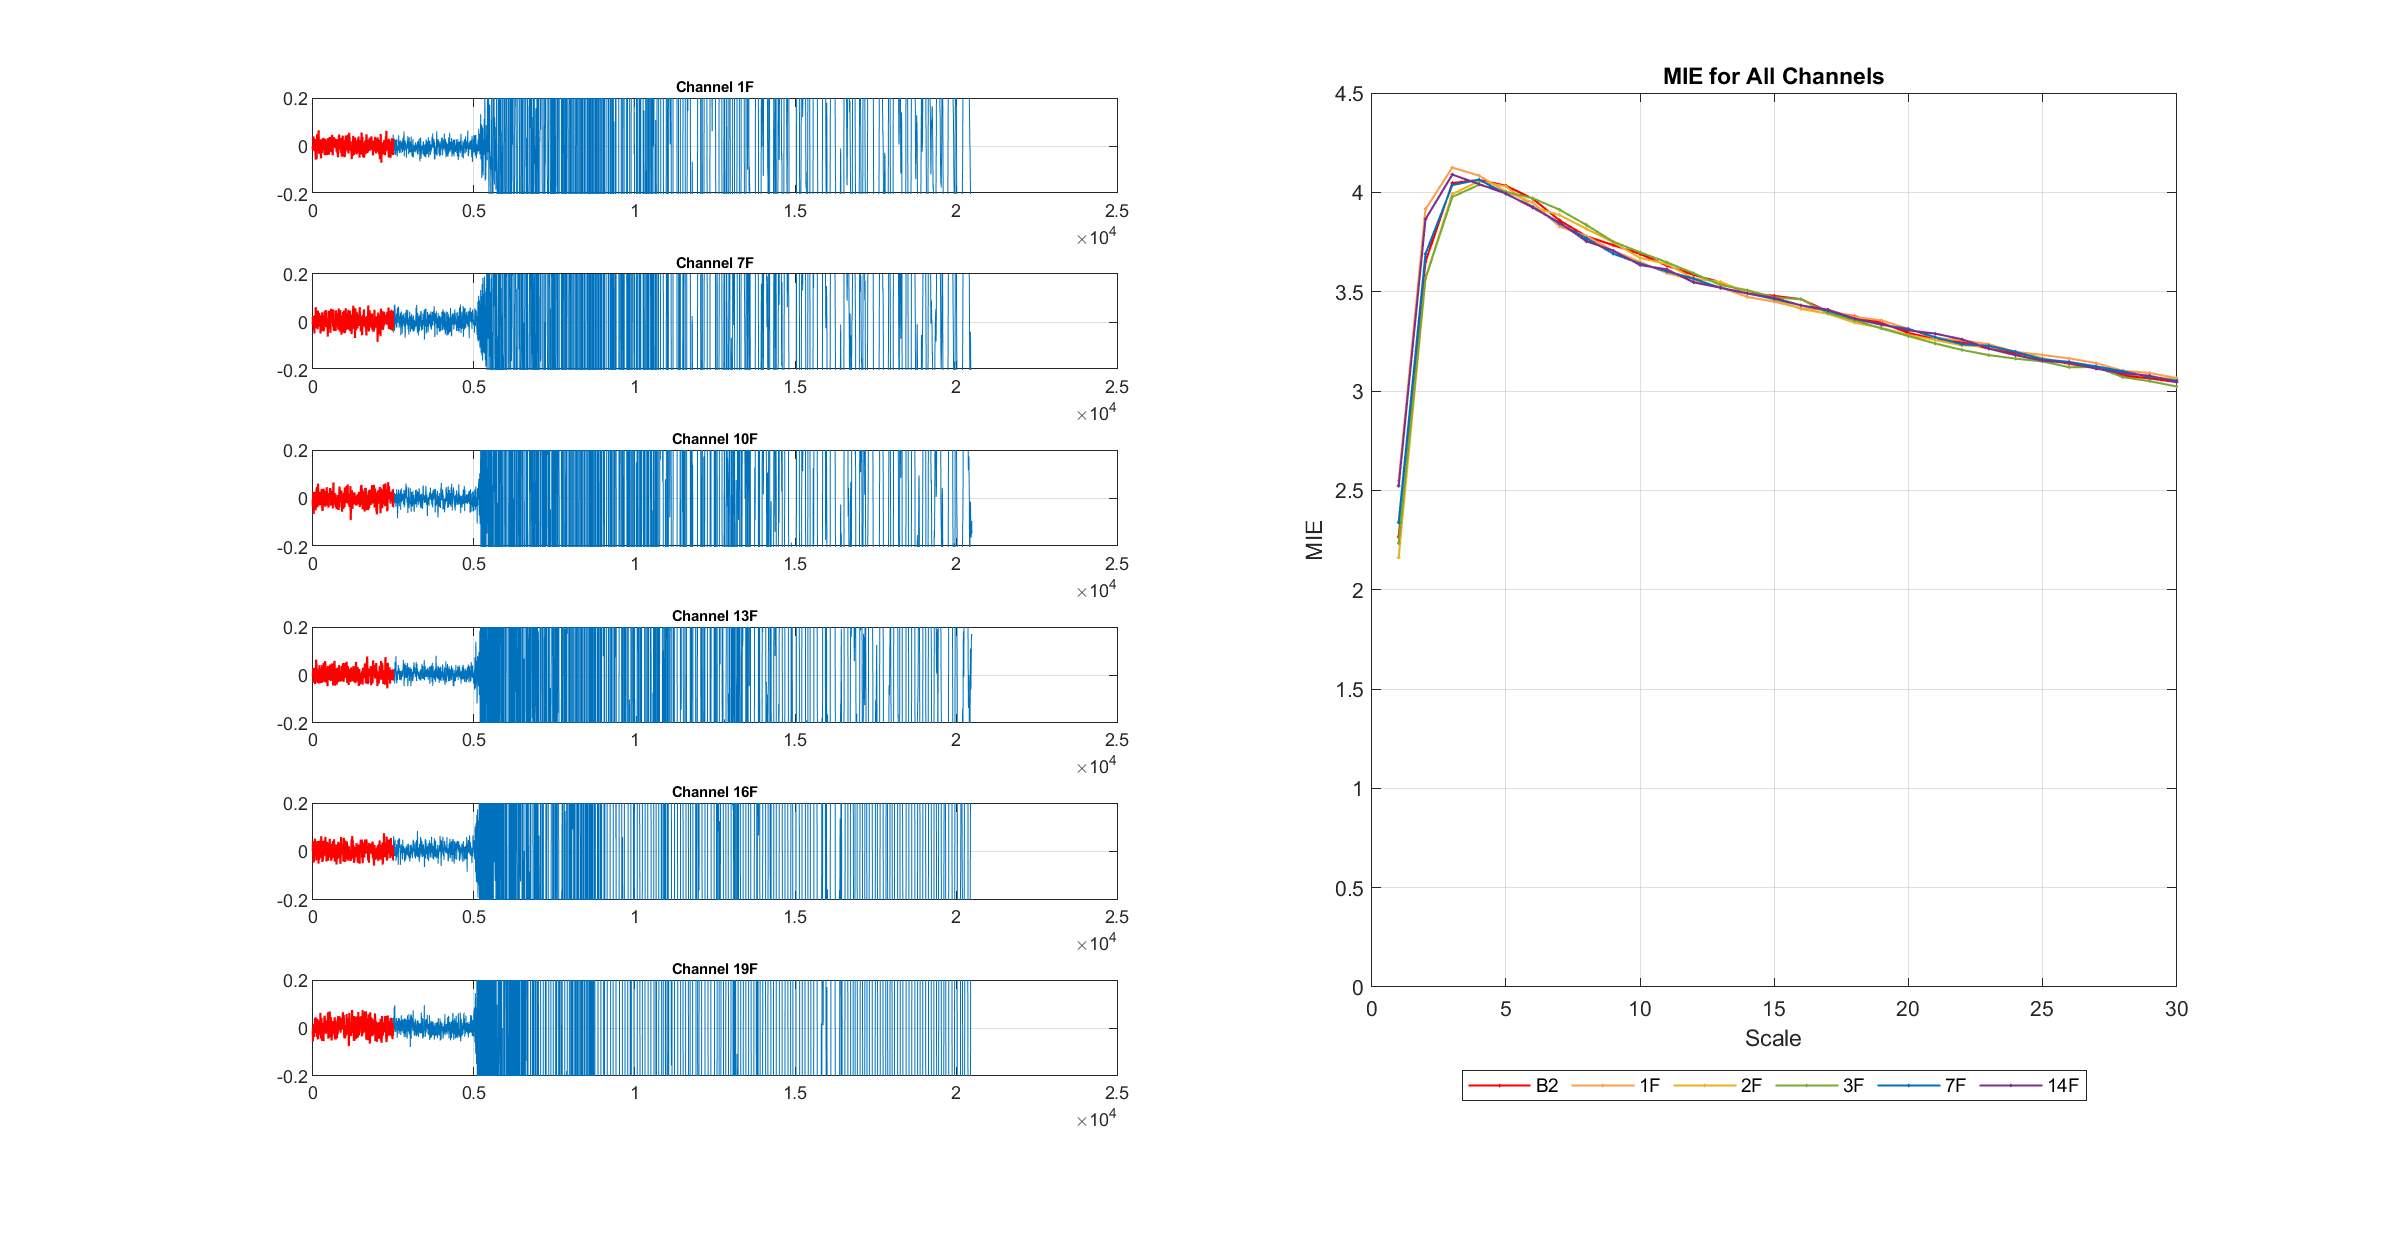 Channel 1F
0.2
0
-0.2
0 0.5 1 1.5 2 2.5
×10^4
Channel 7F
0.2
0
-0.2
0 0.5 1 1.5 2 2.5
×10^4
Channel 10F
0.2
0
-0.2
0 0.5 1 1.5 2 2.5
×10^4
Channel 13F
0.2
0
-0.2
0 0.5 1 1.5 2 2.5
×10^4
Channel 16F
0.2
0
-0.2
0 0.5 1 1.5 2 2.5
×10^4
Channel 19F
0.2
0
-0.2
0 0.5 1 1.5 2 2.5
×10^4
MIE for All Channels
4.5
4
3.5
3
2.5
2
1.5
1
0.5
0
MIE
0 5 10 15 20 25 30
Scale
B2 1F 2F 3F 7F 14F